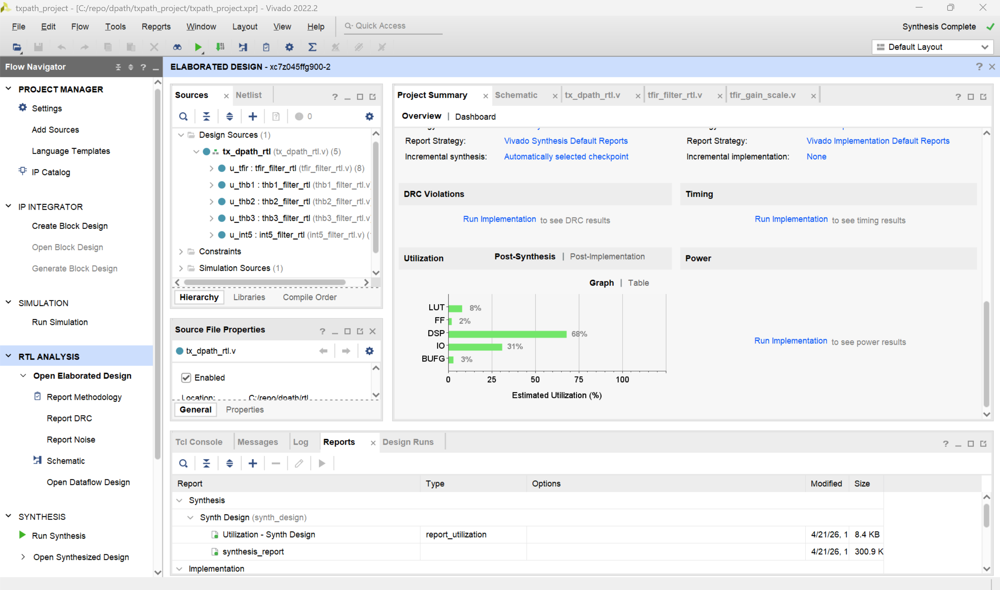 txpath_project - [C:/repo/dpath/txpath_project/txpath_project.xpr] - Vivado 2022.2
File Edit Flow Tools Reports Window Layout View Help Quick Access
Synthesis Complete
Default Layout
Flow Navigator ? _
PROJECT MANAGER
Settings
Add Sources
Language Templates
IP Catalog
IP INTEGRATOR
Create Block Design
Open Block Design
Generate Block Design
SIMULATION
Run Simulation
RTL ANALYSIS
Open Elaborated Design
Report Methodology
Report DRC
Report Noise
Schematic
Open Dataflow Design
SYNTHESIS
Run Synthesis
Open Synthesized Design
ELABORATED DESIGN - xc7z045ffg900-2
Sources Netlist
0
Design Sources (1)
tx_dpath_rtl (tx_dpath_rtl.v) (5)
u_tfir : tfir_filter_rtl (tfir_filter_rtl.v) (8)
u_thb1 : thb1_filter_rtl (thb1_filter_rtl.v
u_thb2 : thb2_filter_rtl (thb2_filter_rtl.v
u_thb3 : thb3_filter_rtl (thb3_filter_rtl.v
u_int5 : int5_filter_rtl (int5_filter_rtl.v) (
Constraints
Simulation Sources (1)
Hierarchy Libraries Compile Order
Source File Properties
tx_dpath_rtl.v
Enabled
Location: C:/repo/dpath/rtl
General Properties
Project Summary Schematic tx_dpath_rtl.v tfir_filter_rtl.v tfir_gain_scale.v
Overview | Dashboard
Report Strategy: Vivado Synthesis Default Reports
Incremental synthesis: Automatically selected checkpoint
Report Strategy: Vivado Implementation Default Reports
Incremental implementation: None
DRC Violations
Run Implementation to see DRC results
Timing
Run Implementation to see timing results
Utilization Post-Synthesis | Post-Implementation
Graph | Table
LUT 8%
FF 2%
DSP 68%
IO 31%
BUFG 3%
0 25 50 75 100
Estimated Utilization (%)
Power
Run Implementation to see power results
Tcl Console Messages Log Reports Design Runs
Report Type Options Modified Size
Synthesis
Synth Design (synth_design)
Utilization - Synth Design report_utilization 4/21/26, 1 8.4 KB
synthesis_report 4/21/26, 1 300.9 K
Implementation